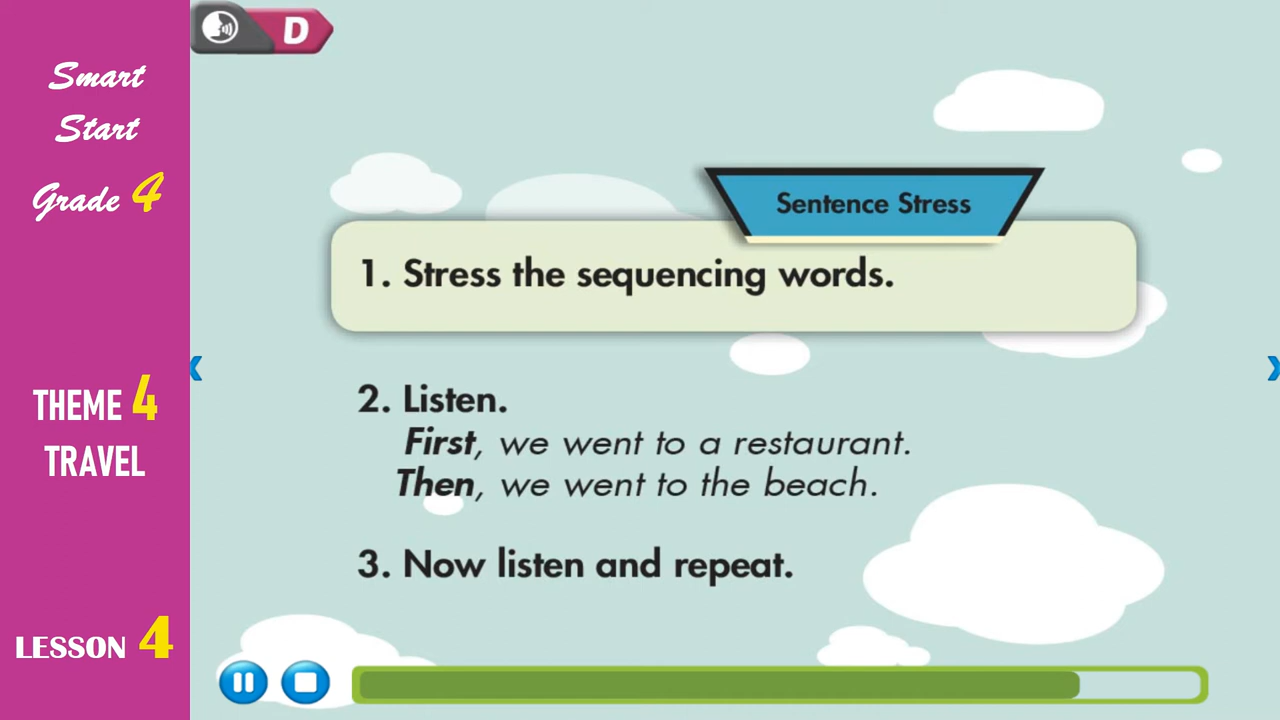 Smart
Start
Grade 4
THEME 4
TRAVEL
LESSON 4
D
Sentence Stress
1. Stress the sequencing words.
2. Listen.
First, we went to a restaurant.
Then, we went to the beach.
3. Now listen and repeat.